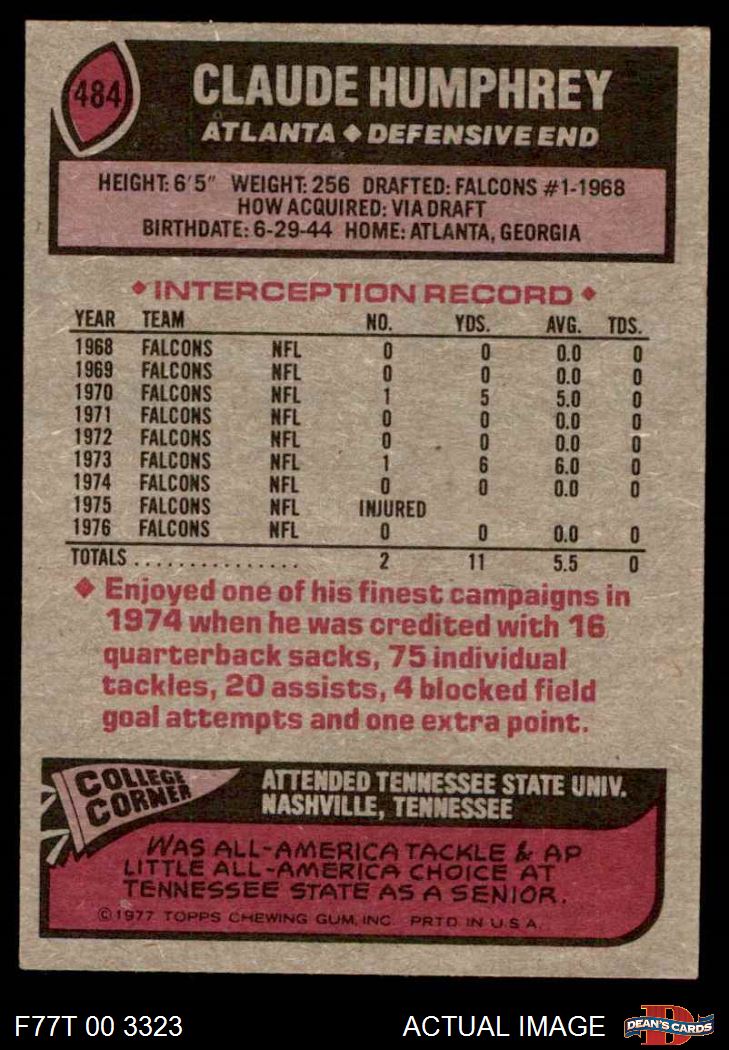 484
CLAUDE HUMPHREY
ATLANTA ◆ DEFENSIVE END
HEIGHT: 6'5" WEIGHT: 256 DRAFTED: FALCONS #1-1968
HOW ACQUIRED: VIA DRAFT
BIRTHDATE: 6-29-44 HOME: ATLANTA, GEORGIA
◆ INTERCEPTION RECORD ◆
YEAR TEAM NO. YDS. AVG. TDS.
1968 FALCONS NFL 0 0 0.0 0
1969 FALCONS NFL 0 0 0.0 0
1970 FALCONS NFL 1 5 5.0 0
1971 FALCONS NFL 0 0 0.0 0
1972 FALCONS NFL 0 0 0.0 0
1973 FALCONS NFL 1 6 6.0 0
1974 FALCONS NFL 0 0 0.0 0
1975 FALCONS NFL INJURED
1976 FALCONS NFL 0 0 0.0 0
TOTALS ................ 2 11 5.5 0
◆ Enjoyed one of his finest campaigns in
1974 when he was credited with 16
quarterback sacks, 75 individual
tackles, 20 assists, 4 blocked field
goal attempts and one extra point.
COLLEGE
CORNER
ATTENDED TENNESSEE STATE UNIV.
NASHVILLE, TENNESSEE
WAS ALL-AMERICA TACKLE & AP
LITTLE ALL-AMERICA CHOICE AT
TENNESSEE STATE AS A SENIOR.
©1977 TOPPS CHEWING GUM, INC. PRTD IN U.S.A.
F77T 00 3323
ACTUAL IMAGE
D
DEAN'S CARDS